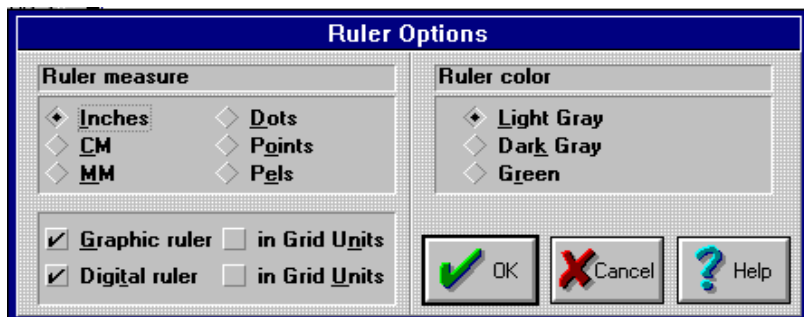 Ruler Options
Ruler measure
Inches
Dots
CM
Points
MM
Pels
Graphic ruler
in Grid Units
Digital ruler
in Grid Units
Ruler color
Light Gray
Dark Gray
Green
OK
Cancel
Help